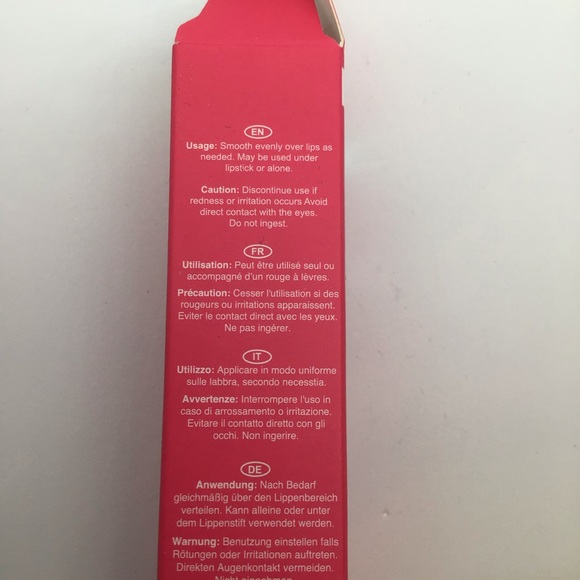 EN
Usage: Smooth evenly over lips as
needed. May be used under
lipstick or alone.
Caution: Discontinue use if
redness or irritation occurs Avoid
direct contact with the eyes.
Do not ingest.
FR
Utilisation: Peut être utilisé seul ou
accompagné d'un rouge à lèvres.
Précaution: Cesser l'utilisation si des
rougeurs ou irritations apparaissent.
Eviter le contact direct avec les yeux.
Ne pas ingérer.
IT
Utilizzo: Applicare in modo uniforme
sulle labbra, secondo necesstia.
Avvertenze: Interrompere l'uso in
caso di arrossamento o irritazione.
Evitare il contatto diretto con gli
occhi. Non ingerire.
DE
Anwendung: Nach Bedarf
gleichmäßig über den Lippenbereich
verteilen. Kann alleine oder unter
dem Lippenstift verwendet werden.
Warnung: Benutzung einstellen falls
Rötungen oder Irritationen auftreten.
Direkten Augenkontakt vermeiden.
Nicht einnehmen